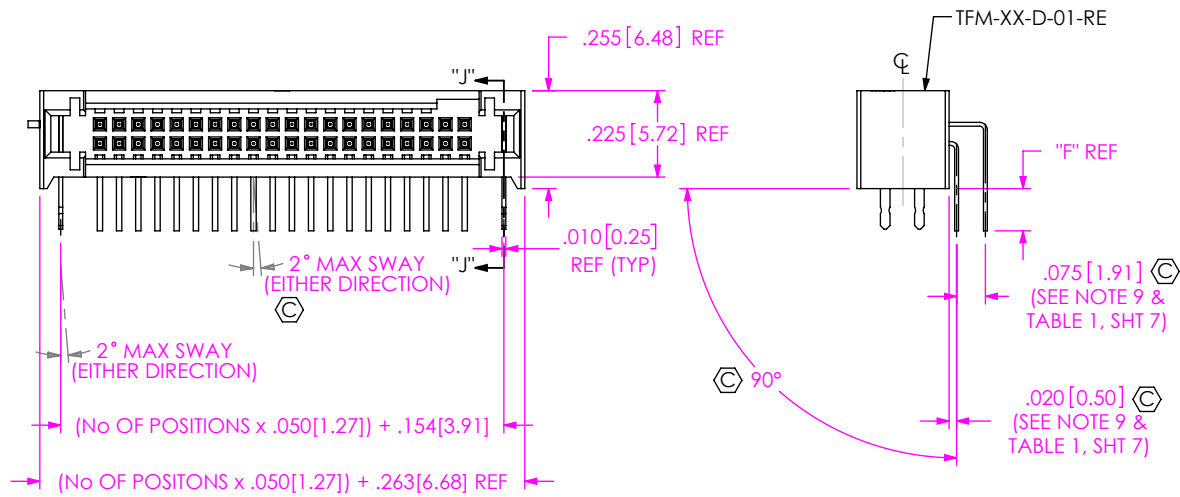 TFM-XX-D-01-RE
.255[6.48] REF
℄
"J"
.225[5.72] REF
"F" REF
.010[0.25]
REF (TYP)
2° MAX SWAY
(EITHER DIRECTION)
"J"
C
.075[1.91] C
(SEE NOTE 9 &
TABLE 1, SHT 7)
2° MAX SWAY
(EITHER DIRECTION)
C 90°
.020[0.50] C
(SEE NOTE 9 &
TABLE 1, SHT 7)
(No OF POSITIONS x .050[1.27]) + .154[3.91]
(No OF POSITONS x .050[1.27]) + .263[6.68] REF